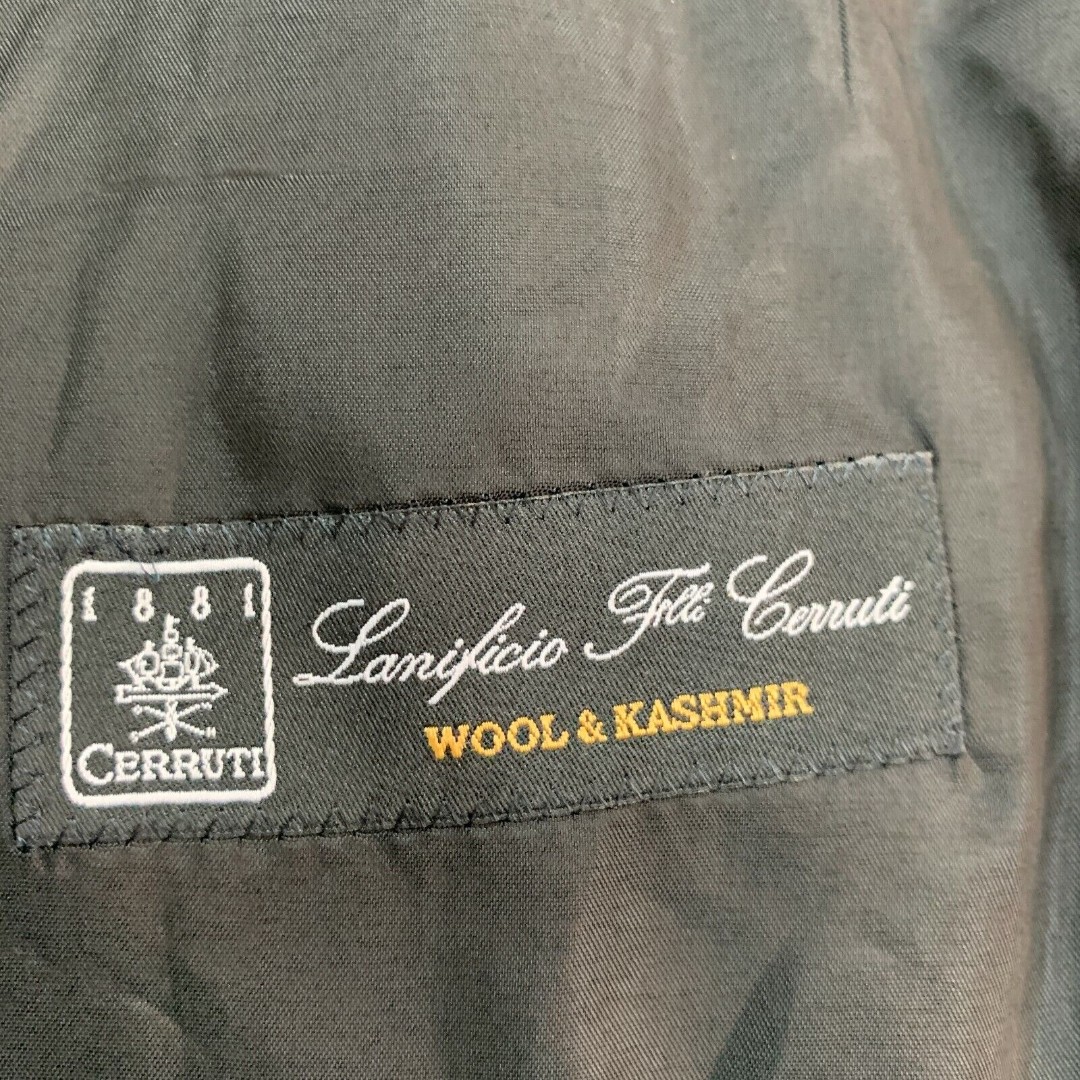 1881
CERRUTI
Lanificio Flli Cerruti
WOOL & KASHMIR